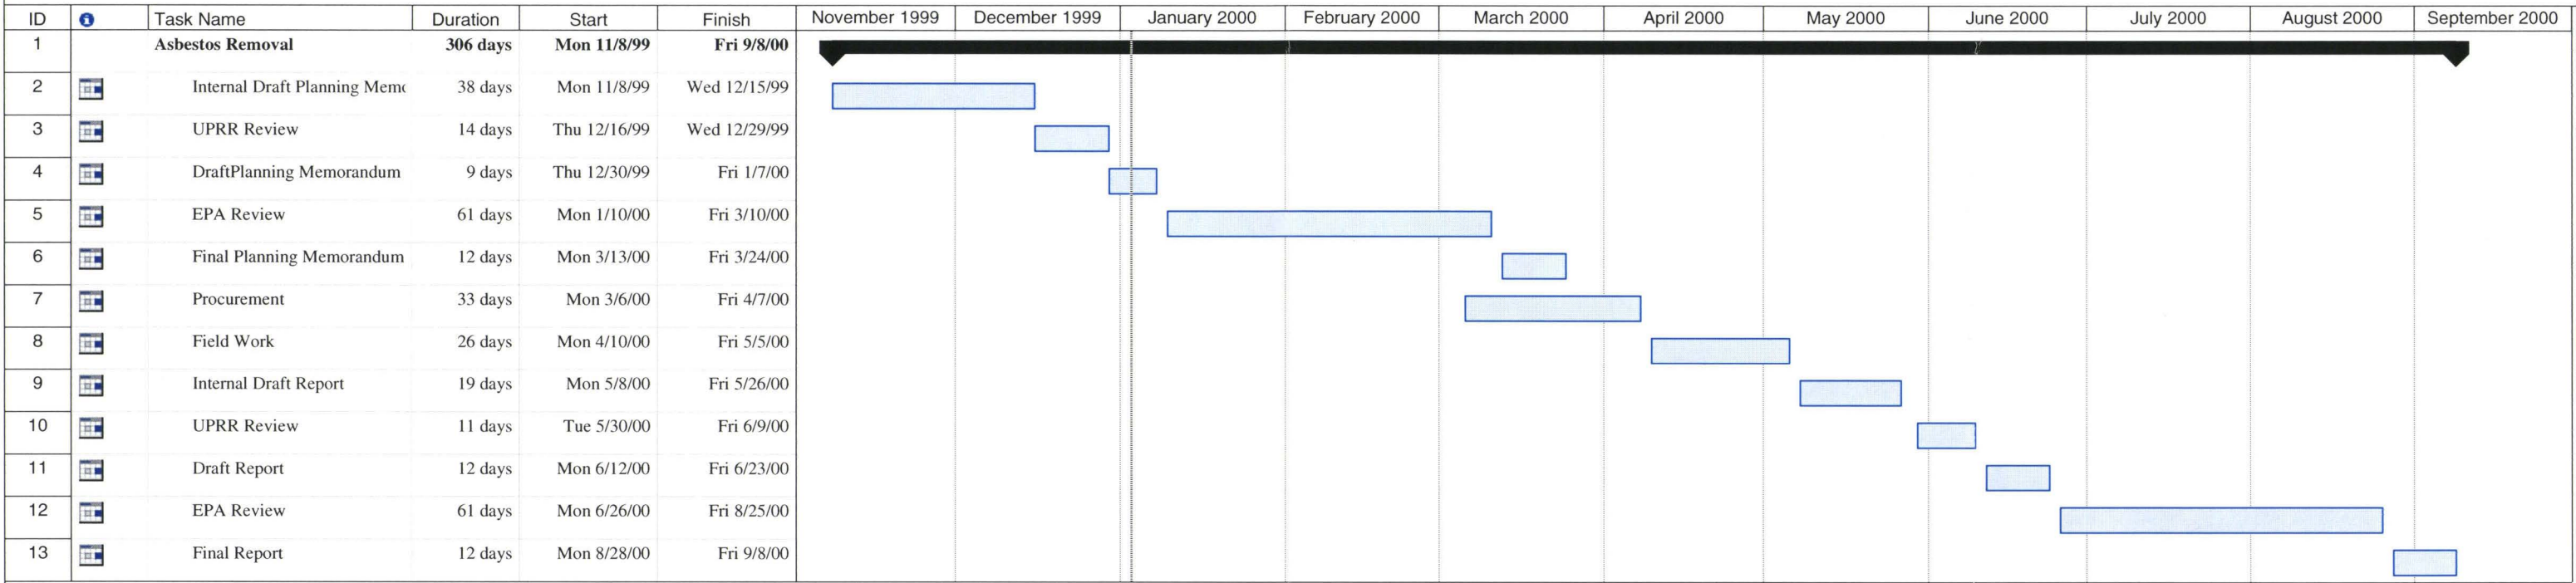 ID Task Name Duration Start Finish November 1999 December 1999 January 2000 February 2000 March 2000 April 2000 May 2000 June 2000 July 2000 August 2000 September 2000
1 Asbestos Removal 306 days Mon 11/8/99 Fri 9/8/00
2 Internal Draft Planning Memo 38 days Mon 11/8/99 Wed 12/15/99
3 UPRR Review 14 days Thu 12/16/99 Wed 12/29/99
4 DraftPlanning Memorandum 9 days Thu 12/30/99 Fri 1/7/00
5 EPA Review 61 days Mon 1/10/00 Fri 3/10/00
6 Final Planning Memorandum 12 days Mon 3/13/00 Fri 3/24/00
7 Procurement 33 days Mon 3/6/00 Fri 4/7/00
8 Field Work 26 days Mon 4/10/00 Fri 5/5/00
9 Internal Draft Report 19 days Mon 5/8/00 Fri 5/26/00
10 UPRR Review 11 days Tue 5/30/00 Fri 6/9/00
11 Draft Report 12 days Mon 6/12/00 Fri 6/23/00
12 EPA Review 61 days Mon 6/26/00 Fri 8/25/00
13 Final Report 12 days Mon 8/28/00 Fri 9/8/00